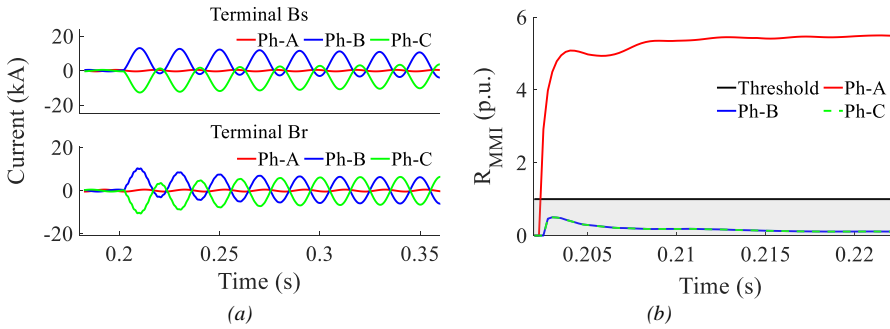 Terminal Bs
20
0
-20
Ph-A Ph-B Ph-C
Terminal Br
20
0
-20
Ph-A Ph-B Ph-C
Current (kA)
0.2 0.25 0.3 0.35
Time (s)
(a)
6
4
2
0
R_MMI (p.u.)
Threshold Ph-A
Ph-B Ph-C
0.205 0.21 0.215 0.22
Time (s)
(b)